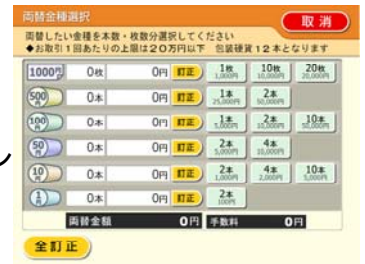 両替金種選択
取消
両替したい金種を本数・枚数分選択してください
◆お取引1回あたりの上限は20万円以下 包装硬貨12本となります
1000円 0枚 0円 訂正 1枚 1,000円 10枚 10,000円 20枚 20,000円
500円 0本 0円 訂正 1本 25,000円 2本 50,000円
100円 0本 0円 訂正 1本 5,000円 2本 10,000円 10本 50,000円
50円 0本 0円 訂正 2本 5,000円 4本 10,000円
10円 0本 0円 訂正 2本 1,000円 4本 2,000円 10本 5,000円
1円 0本 0円 訂正 2本 100円
両替金額 0円 手数料 0円
全訂正
ン